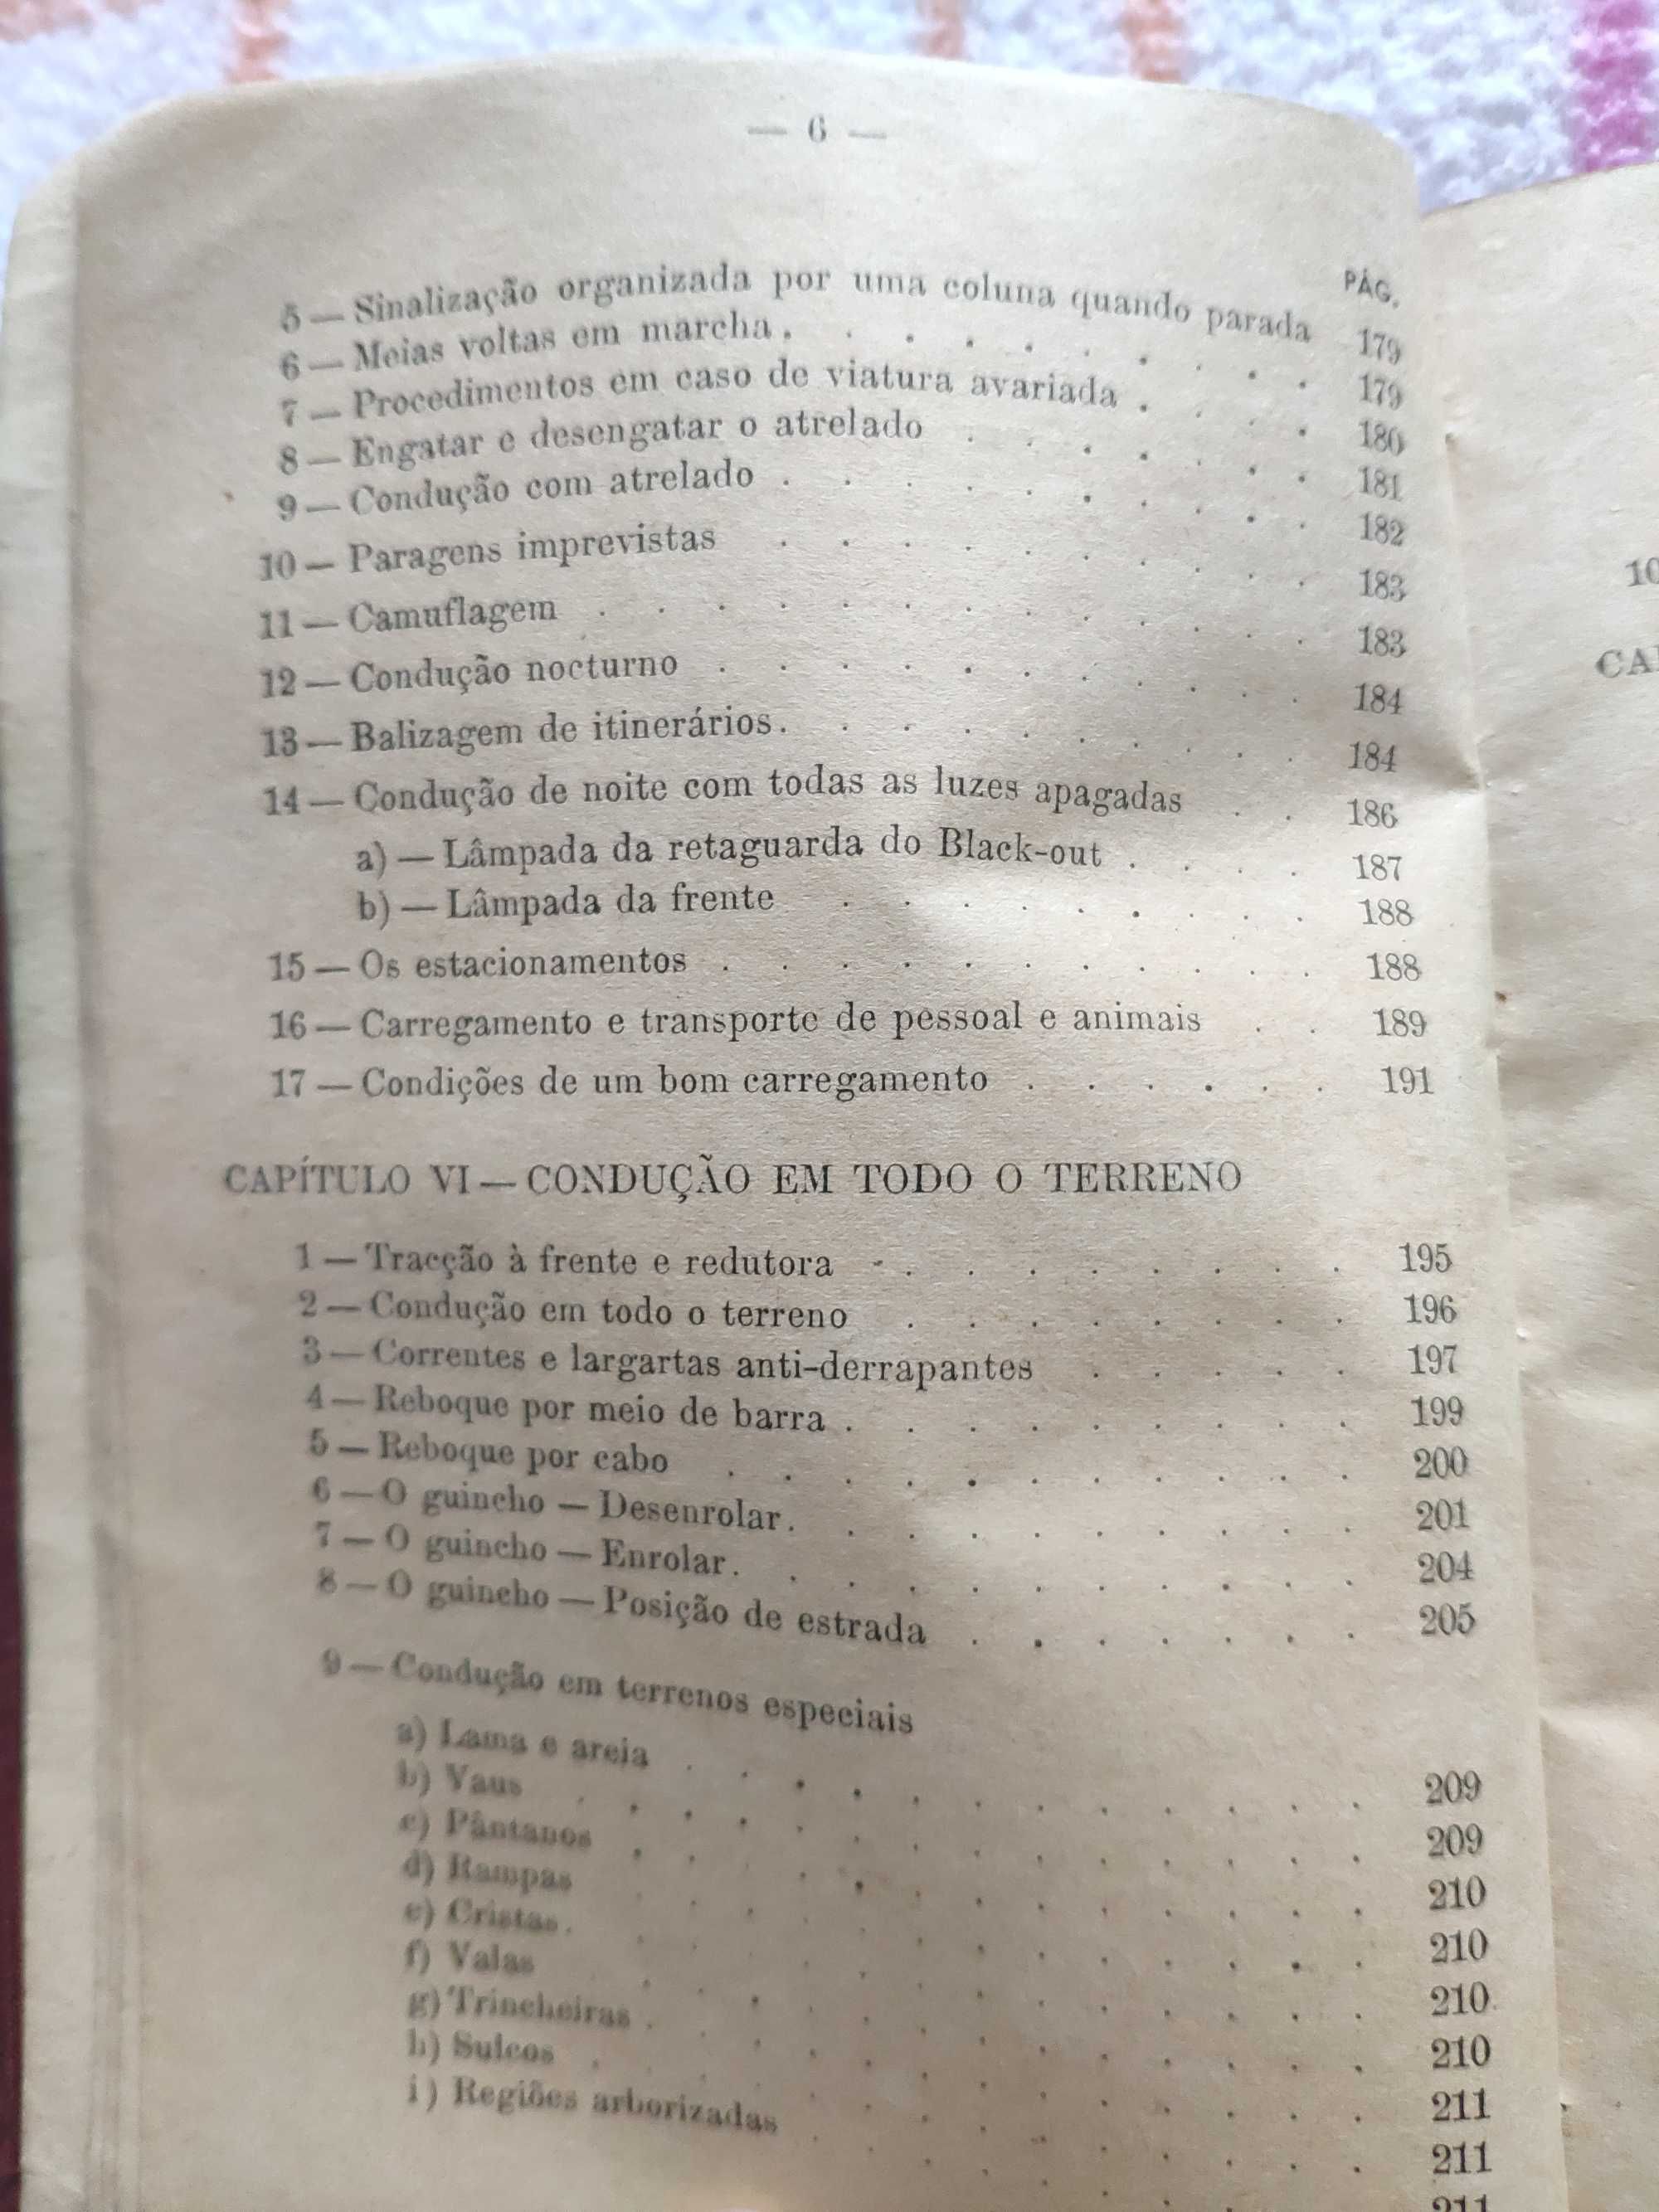 — 6 —
PÁG.
5 — Sinalização organizada por uma coluna quando parada 179
6 — Meias voltas em marcha. . . . . . . . . . 179
7 — Procedimentos em caso de viatura avariada . . . . 180
8 — Engatar e desengatar o atrelado . . . . . . . 181
9 — Condução com atrelado . . . . . . . . . . 182
10 — Paragens imprevistas . . . . . . . . . . 183
11 — Camuflagem . . . . . . . . . . . . 183
12 — Condução nocturno . . . . . . . . . . 184
13 — Balizagem de itinerários. . . . . . . . . . 184
14 — Condução de noite com todas as luzes apagadas . . 186
a) — Lâmpada da retaguarda do Black-out . . . . 187
b) — Lâmpada da frente . . . . . . . . 188
15 — Os estacionamentos . . . . . . . . . . . 188
16 — Carregamento e transporte de pessoal e animais . . 189
17 — Condições de um bom carregamento . . . . . . 191
CAPÍTULO VI — CONDUÇÃO EM TODO O TERRENO
1 — Tracção à frente e redutora - . . . . . . . . 195
2 — Condução em todo o terreno . . . . . . . . 196
3 — Correntes e largartas anti-derrapantes . . . . . 197
4 — Reboque por meio de barra . . . . . . . . . 199
5 — Reboque por cabo . . . . . . . . . . . 200
6 — O guincho — Desenrolar. . . . . . . . . . 201
7 — O guincho — Enrolar. . . . . . . . . . . 204
8 — O guincho — Posição de estrada . . . . . . . 205
9 — Condução em terrenos especiais
a) Lama e areia . . . . . . . . . . . . 209
b) Vaus . . . . . . . . . . . . . . 209
c) Pântanos . . . . . . . . . . . . . 210
d) Rampas . . . . . . . . . . . . . 210
e) Cristas. . . . . . . . . . . . . . 210
f) Valas . . . . . . . . . . . . . 210
g) Trincheiras . . . . . . . . . . . . 211
h) Sulcos . . . . . . . . . . . . . 211
i) Regiões arborizadas . . . . . . . . . . 211
10
CA